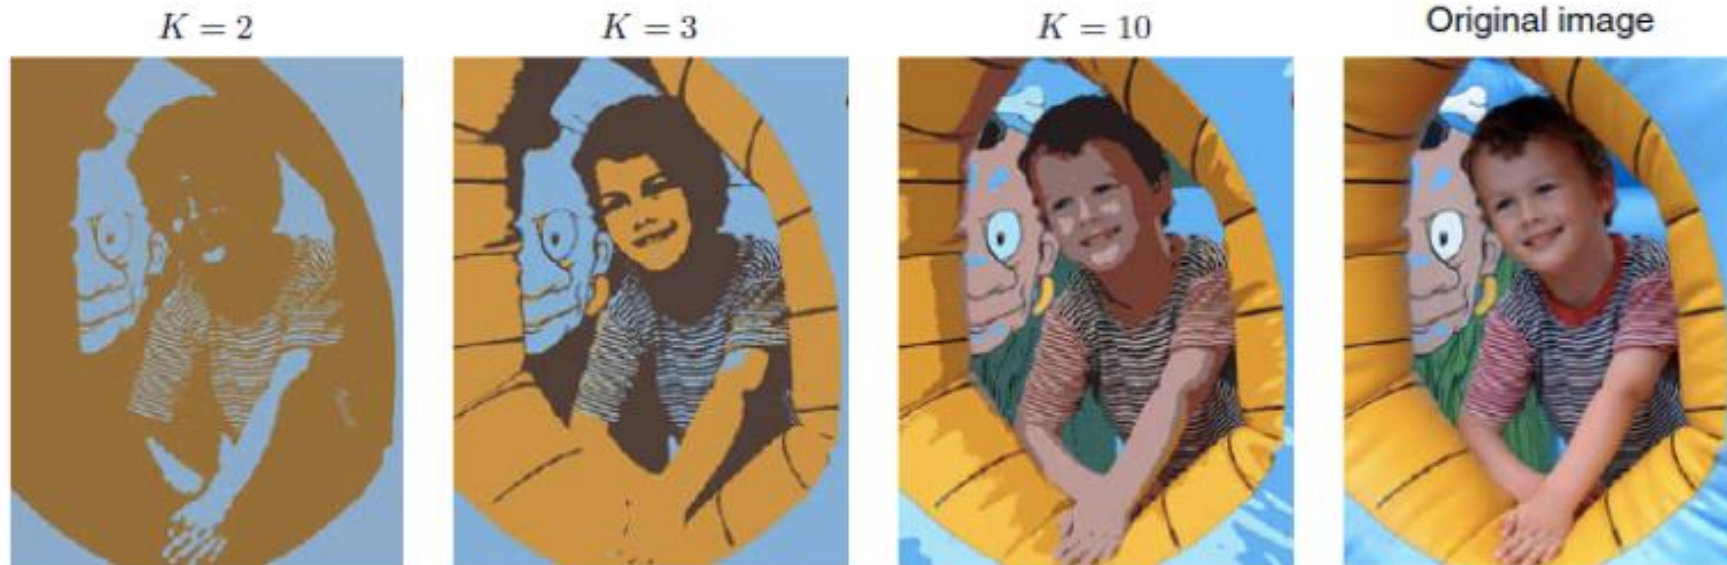 K = 2
K = 3
K = 10
Original image